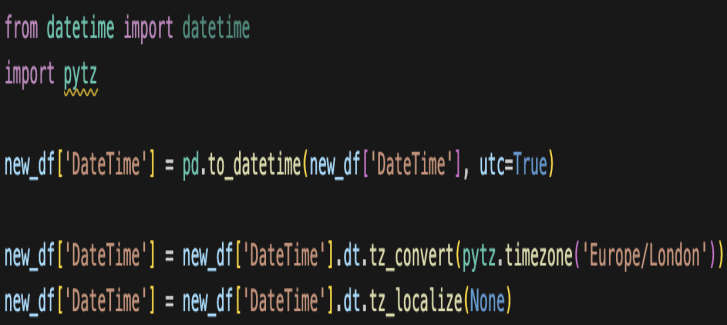 from datetime import datetime
import pytz
new_df['DateTime'] = pd.to_datetime(new_df['DateTime'], utc=True)
new_df['DateTime'] = new_df['DateTime'].dt.tz_convert(pytz.timezone('Europe/London'))
new_df['DateTime'] = new_df['DateTime'].dt.tz_localize(None)